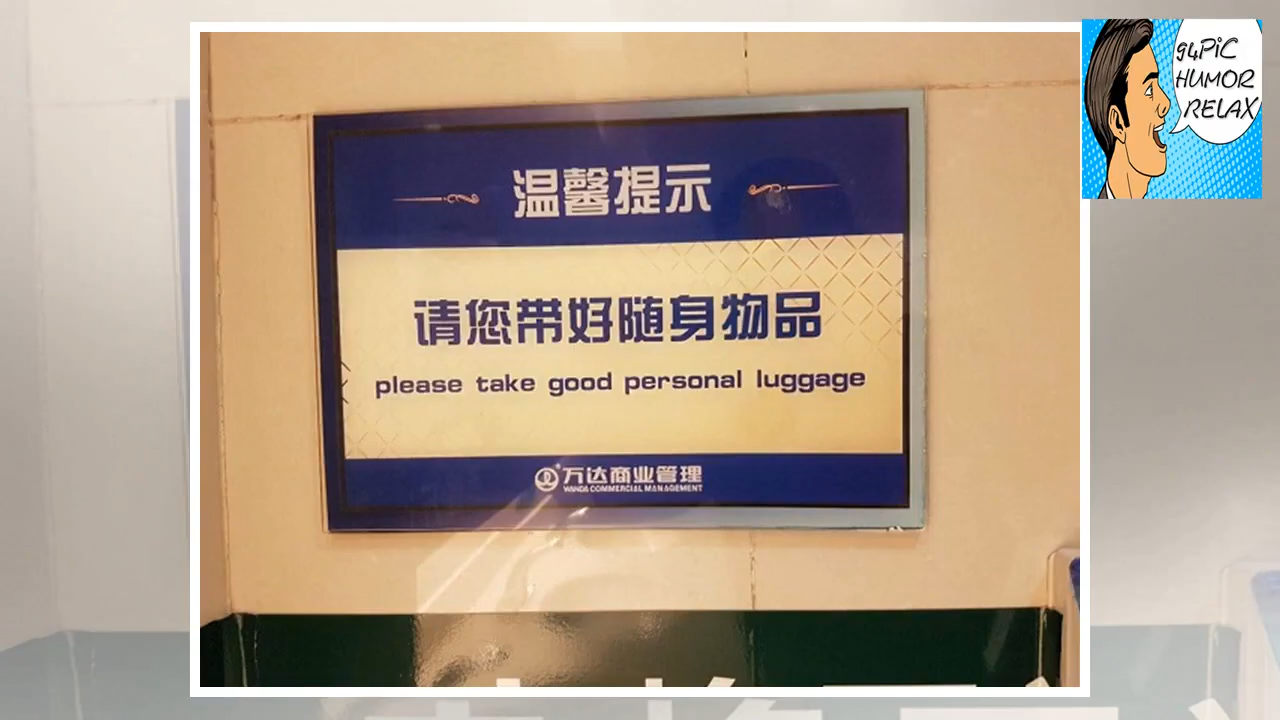 94PiC
HUMOR
RELAX
温馨提示
请您带好随身物品
please take good personal luggage
万达商业管理
WANDA COMMERCIAL MANAGEMENT